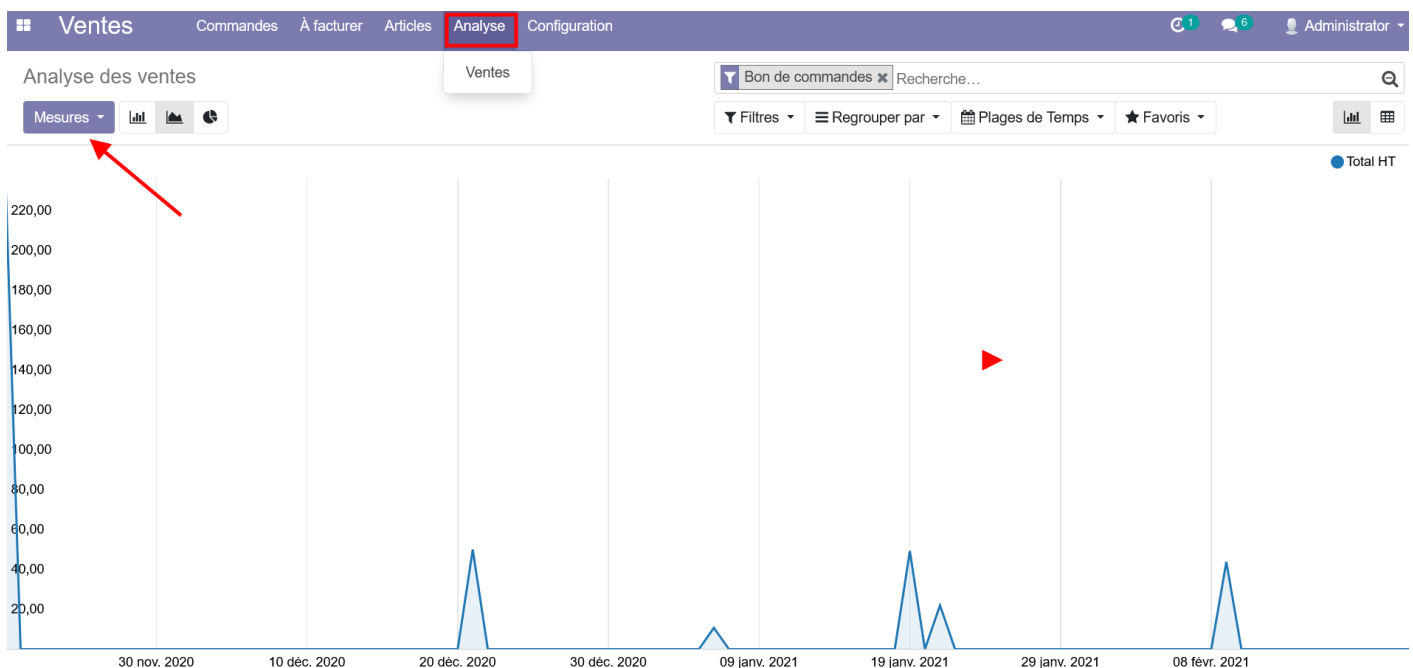 Ventes Commandes À facturer Articles Analyse Configuration 1 6 Administrator
Analyse des ventes Ventes Bon de commandes Recherche...
Mesures Filtres Regrouper par Plages de Temps Favoris
Total HT
220,00
200,00
180,00
160,00
140,00
120,00
100,00
80,00
60,00
40,00
20,00
30 nov. 2020 10 déc. 2020 20 déc. 2020 30 déc. 2020 09 janv. 2021 19 janv. 2021 29 janv. 2021 08 févr. 2021